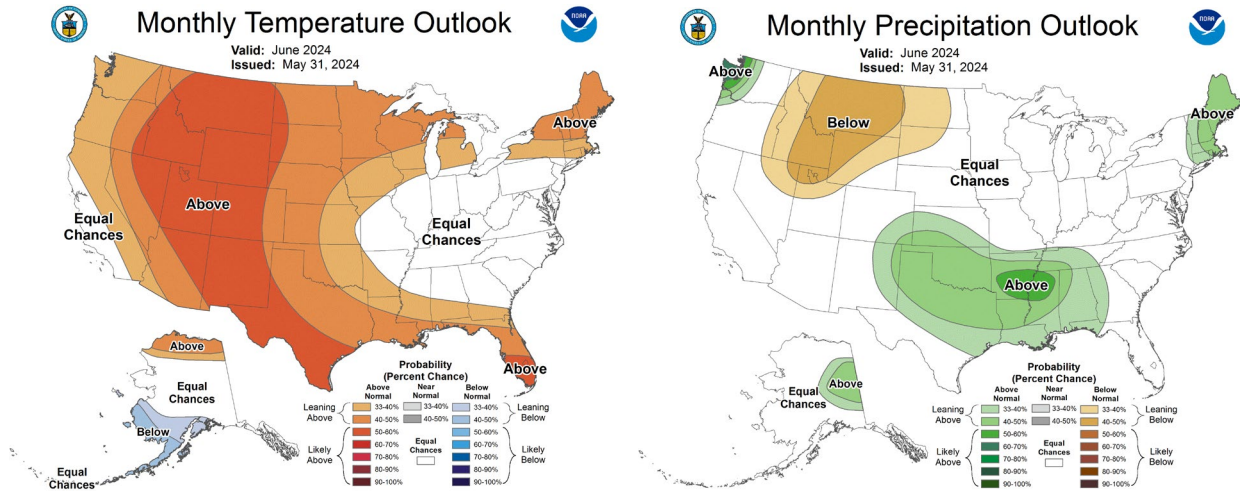 Monthly Temperature Outlook
NOAA
Valid: June 2024
Issued: May 31, 2024
Above
Above
Equal
Chances
Equal
Chances
Above
Above
Equal
Chances
Below
Equal
Chances
Probability
(Percent Chance)
Above Normal
Near Normal
Below Normal
Leaning Above
33-40% 33-40% 33-40%
40-50% 40-50% 40-50%
Leaning Below
Likely Above
50-60% 50-60%
60-70% 60-70%
70-80% 70-80%
80-90% 80-90%
90-100% 90-100%
Likely Below
Equal Chances
Monthly Precipitation Outlook
NOAA
Valid: June 2024
Issued: May 31, 2024
Above
Below
Above
Equal
Chances
Above
Above
Equal
Chances
Probability
(Percent Chance)
Above Normal
Near Normal
Below Normal
Leaning Above
33-40% 33-40% 33-40%
40-50% 40-50% 40-50%
Leaning Below
Likely Above
50-60% 50-60%
60-70% 60-70%
70-80% 70-80%
80-90% 80-90%
90-100% 90-100%
Likely Below
Equal Chances